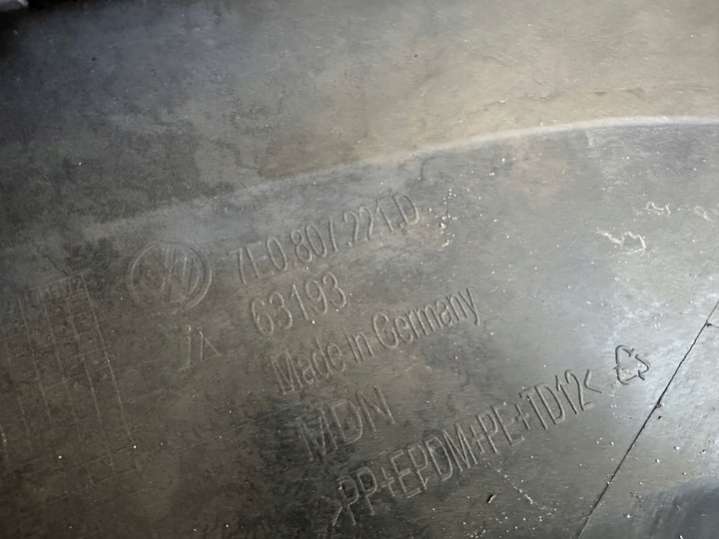 7E0.807.221.D
63193
Made in Germany
MDN
>PP+EPDM+PE+TD12<